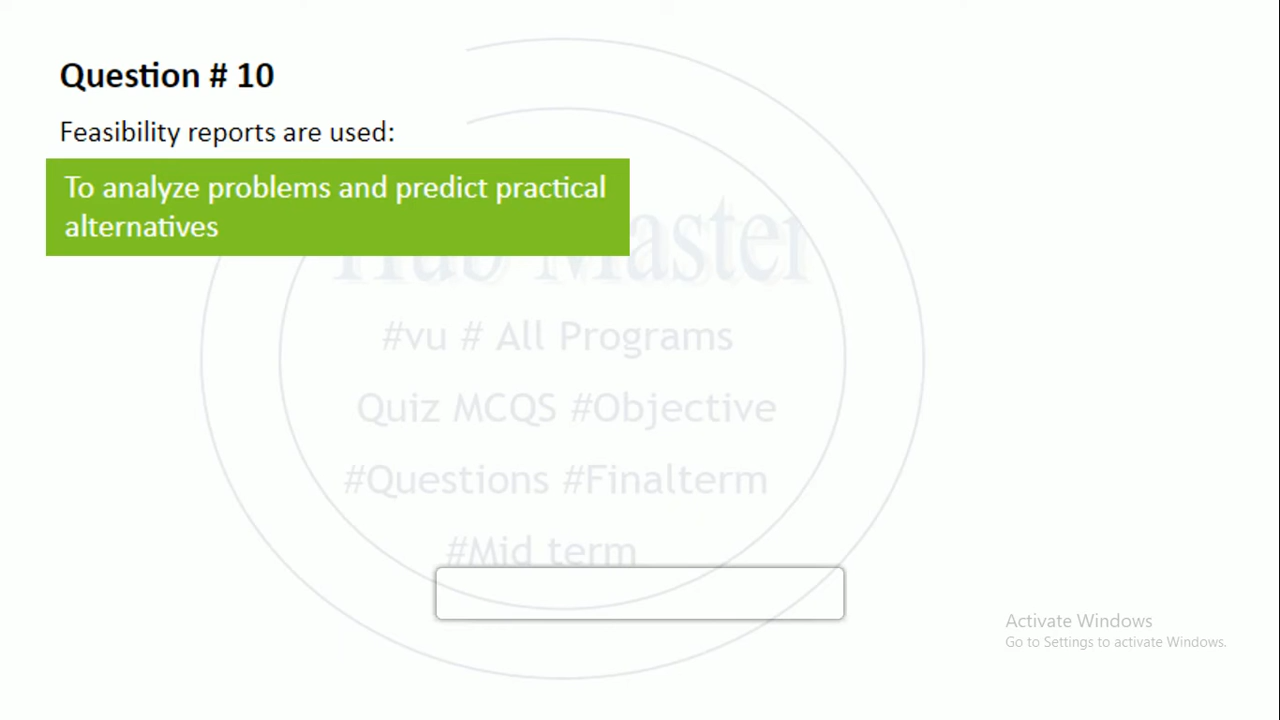 Question # 10
Feasibility reports are used:
To analyze problems and predict practical
alternatives
Hub Master
#vu # All Programs
Quiz MCQS #Objective
#Questions #Finalterm
#Mid term
Activate Windows
Go to Settings to activate Windows.